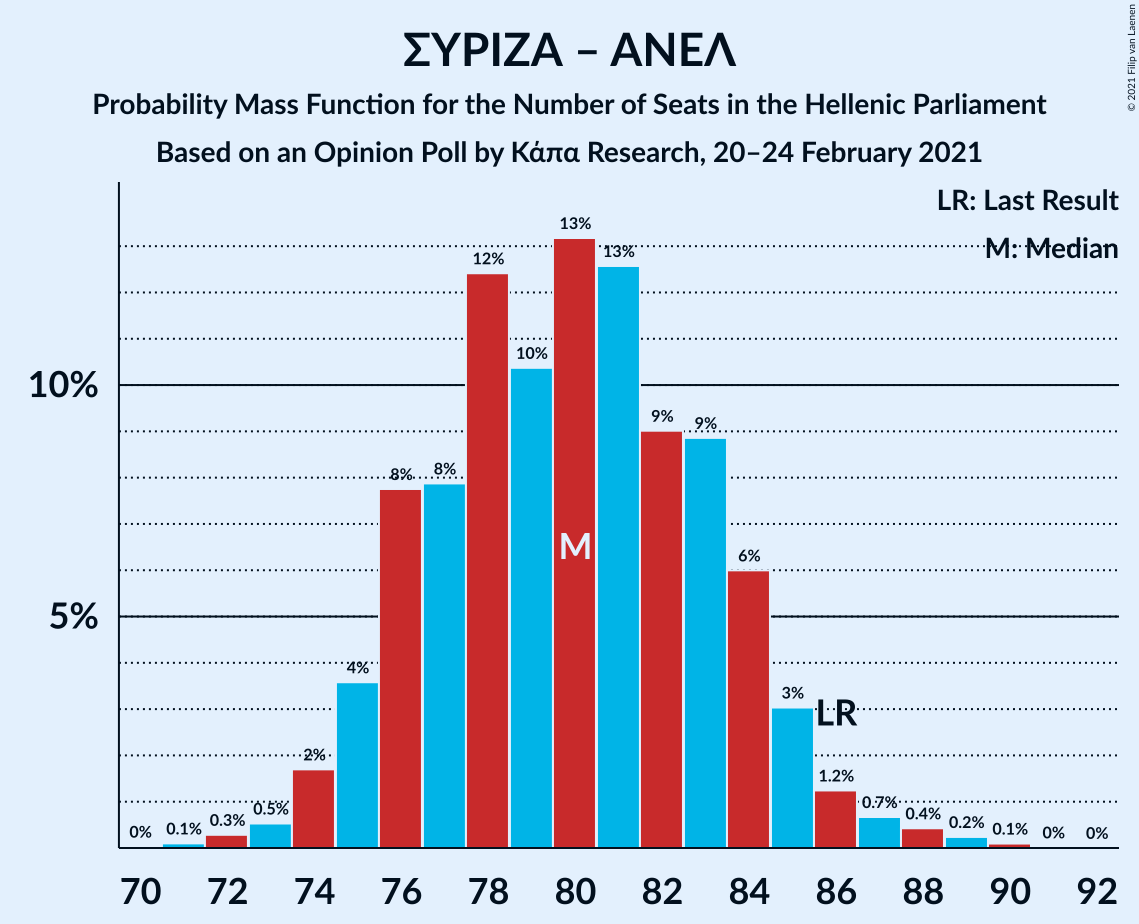 ΣΥΡΙΖΑ – ΑΝΕΛ
Probability Mass Function for the Number of Seats in the Hellenic Parliament
Based on an Opinion Poll by Κάπα Research, 20–24 February 2021
© 2021 Filip van Laenen
LR: Last Result
M: Median
10%
5%
0% 0.1% 0.3% 0.5% 2% 4% 8% 8% 12% 10% 13% 13% 9% 9% 6% 3% 1.2% 0.7% 0.4% 0.2% 0.1% 0% 0%
M
LR
70 72 74 76 78 80 82 84 86 88 90 92